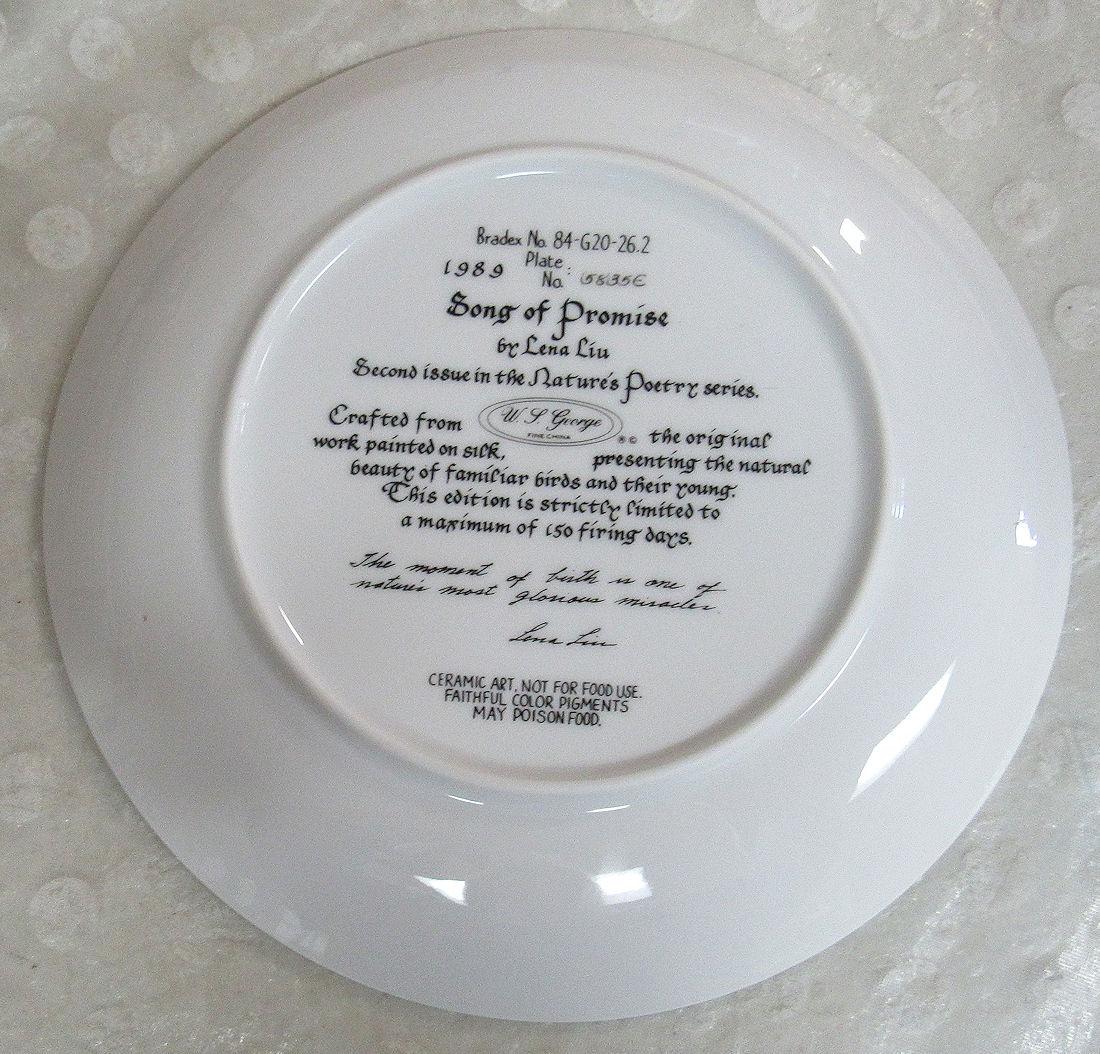 Bradex No. 84-G20-26.2
1989 Plate No.: 5835E
Song of Promise
by Lena Liu
Second issue in the Nature's Poetry series.
Crafted from W. S. George FINE CHINA ®© the original
work painted on silk, presenting the natural
beauty of familiar birds and their young.
This edition is strictly limited to
a maximum of 150 firing days.
The moment of birth is one of
nature's most glorious miracles.
Lena Liu
CERAMIC ART, NOT FOR FOOD USE.
FAITHFUL COLOR PIGMENTS
MAY POISON FOOD.